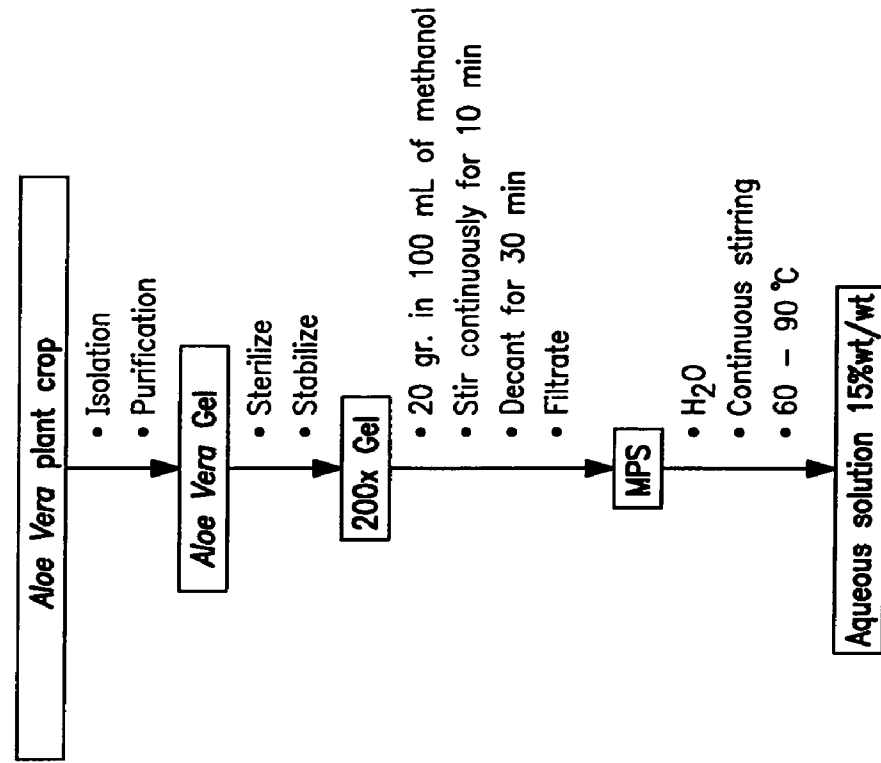 Aloe Vera plant crop
• Isolation
• Purification
Aloe Vera Gel
• Sterilize
• Stabilize
200x Gel
• 20 gr. in 100 mL of methanol
• Stir continuously for 10 min
• Decant for 30 min
• Filtrate
MPS
• H₂O
• Continuous stirring
• 60 – 90 °C
Aqueous solution 15%wt/wt